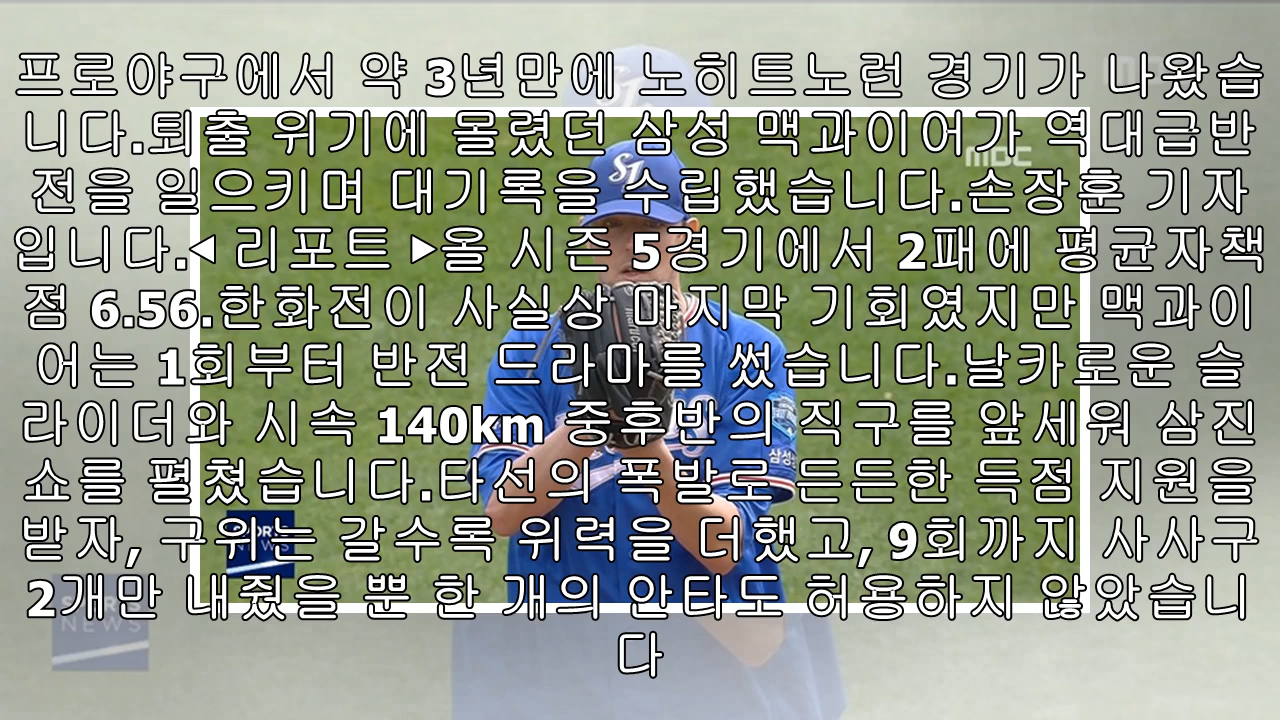 프로야구에서 약 3년만에 노히트노런 경기가 나왔습
니다.퇴출 위기에 몰렸던 삼성 맥과이어가 역대급반
전을 일으키며 대기록을 수립했습니다.손장훈 기자
입니다.◀ 리포트 ▶올 시즌 5경기에서 2패에 평균자책
점 6.56.한화전이 사실상 마지막 기회였지만 맥과이
어는 1회부터 반전 드라마를 썼습니다.날카로운 슬
라이더와 시속 140km 중후반의 직구를 앞세워 삼진
쇼를 펼쳤습니다.타선의 폭발로 든든한 득점 지원을
받자, 구위는 갈수록 위력을 더했고, 9회까지 사사구
2개만 내줬을 뿐 한 개의 안타도 허용하지 않았습니
다
MBC
SPORTS
NEWS
SPORTS
NEWS